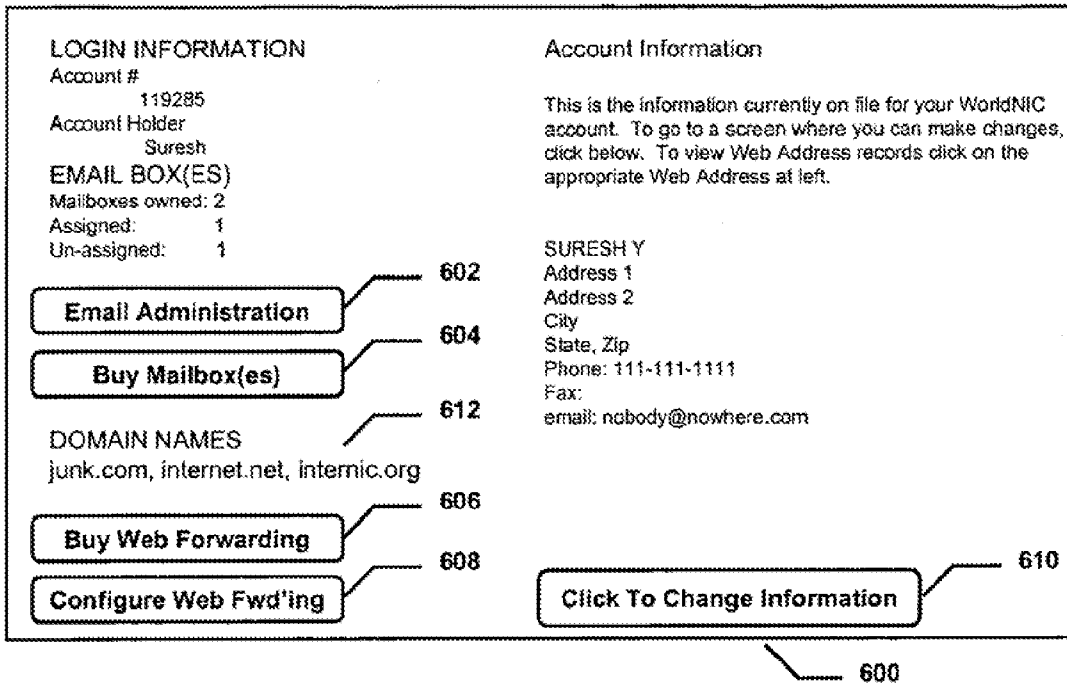 LOGIN INFORMATION
Account #
119285
Account Holder
Suresh
EMAIL BOX(ES)
Mailboxes owned: 2
Assigned: 1
Un-assigned: 1
602
Email Administration
604
Buy Mailbox(es)
612
DOMAIN NAMES
junk.com, internet.net, internic.org
606
Buy Web Forwarding
608
Configure Web Fwd'ing
Account Information
This is the information currently on file for your WorldNIC
account. To go to a screen where you can make changes,
click below. To view Web Address records click on the
appropriate Web Address at left.
SURESH Y
Address 1
Address 2
City
State, Zip
Phone: 111-111-1111
Fax:
email: nobody@nowhere.com
610
Click To Change Information
600